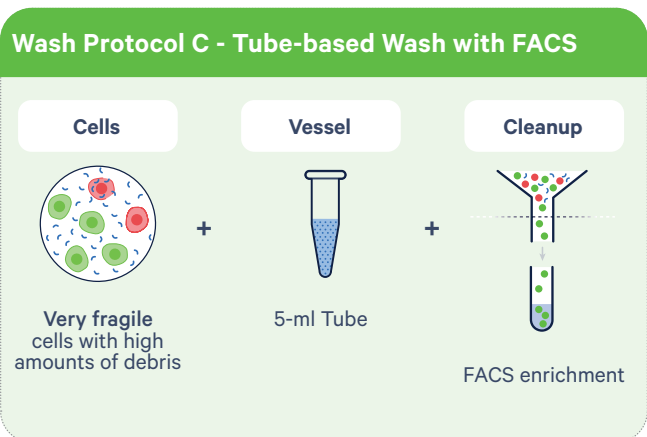 Wash Protocol C - Tube-based Wash with FACS
Cells
Vessel
Cleanup
+
+
Very fragile
cells with high
amounts of debris
5-ml Tube
FACS enrichment